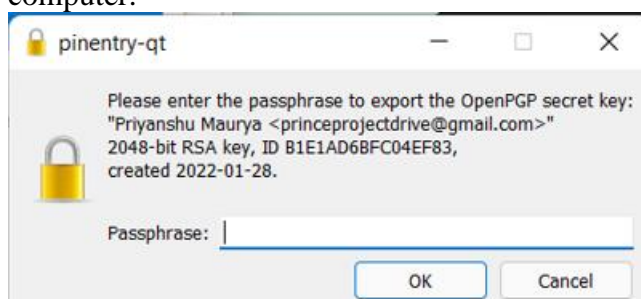 computer.
pinentry-qt
Please enter the passphrase to export the OpenPGP secret key:
"Priyanshu Maurya <princeprojectdrive@gmail.com>"
2048-bit RSA key, ID B1E1AD6BFC04EF83,
created 2022-01-28.
Passphrase:
OK
Cancel